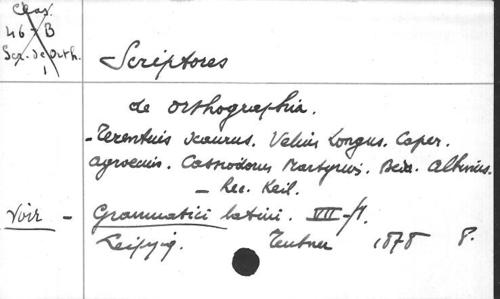 Class.
46-B
Scr. de Orth.
1
Scriptores
de orthographia.
- Terentius Scaurus. Velius Longus. Caper.
Agroecius. Cassiodorus Martyrius. Beda. Albinus.
- Rec. Keil.
Voir - Grammatici latini. VII - f1.
Leipzig. Teubner 1878 8.